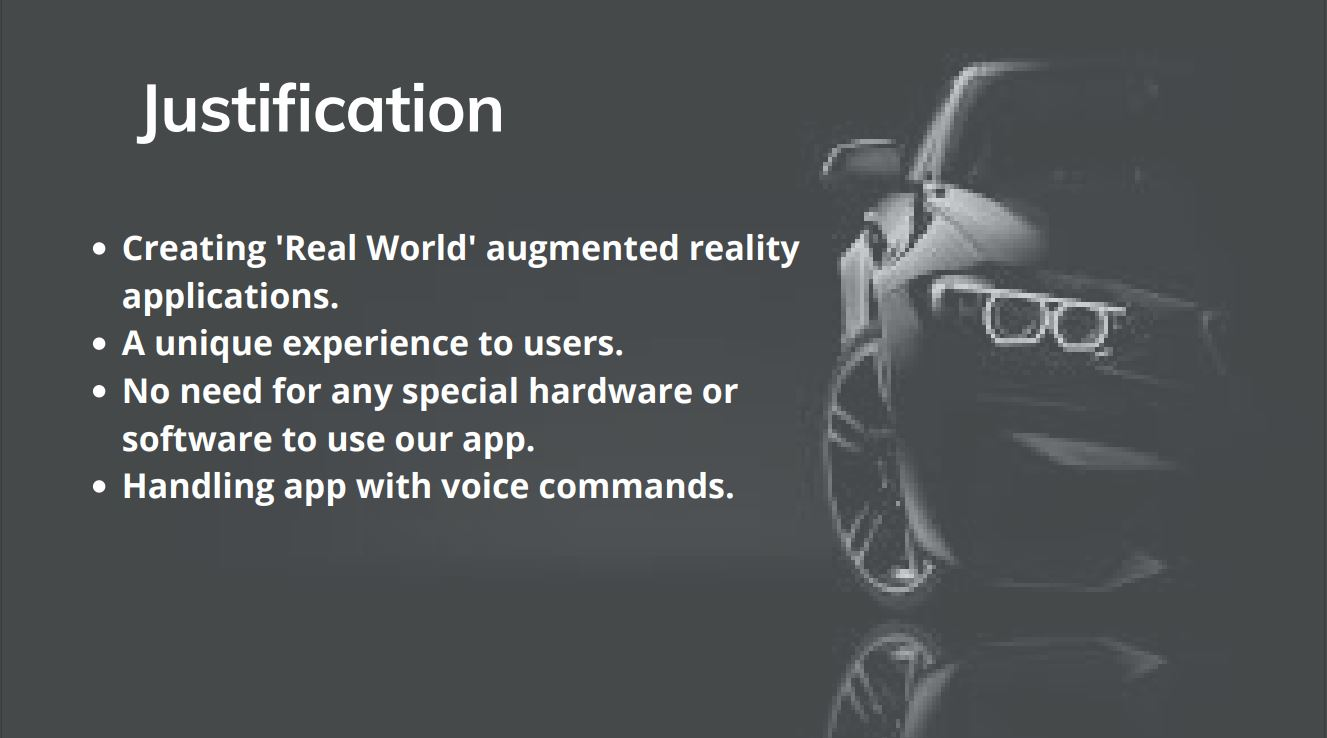 Justification
• Creating 'Real World' augmented reality
applications.
• A unique experience to users.
• No need for any special hardware or
software to use our app.
• Handling app with voice commands.